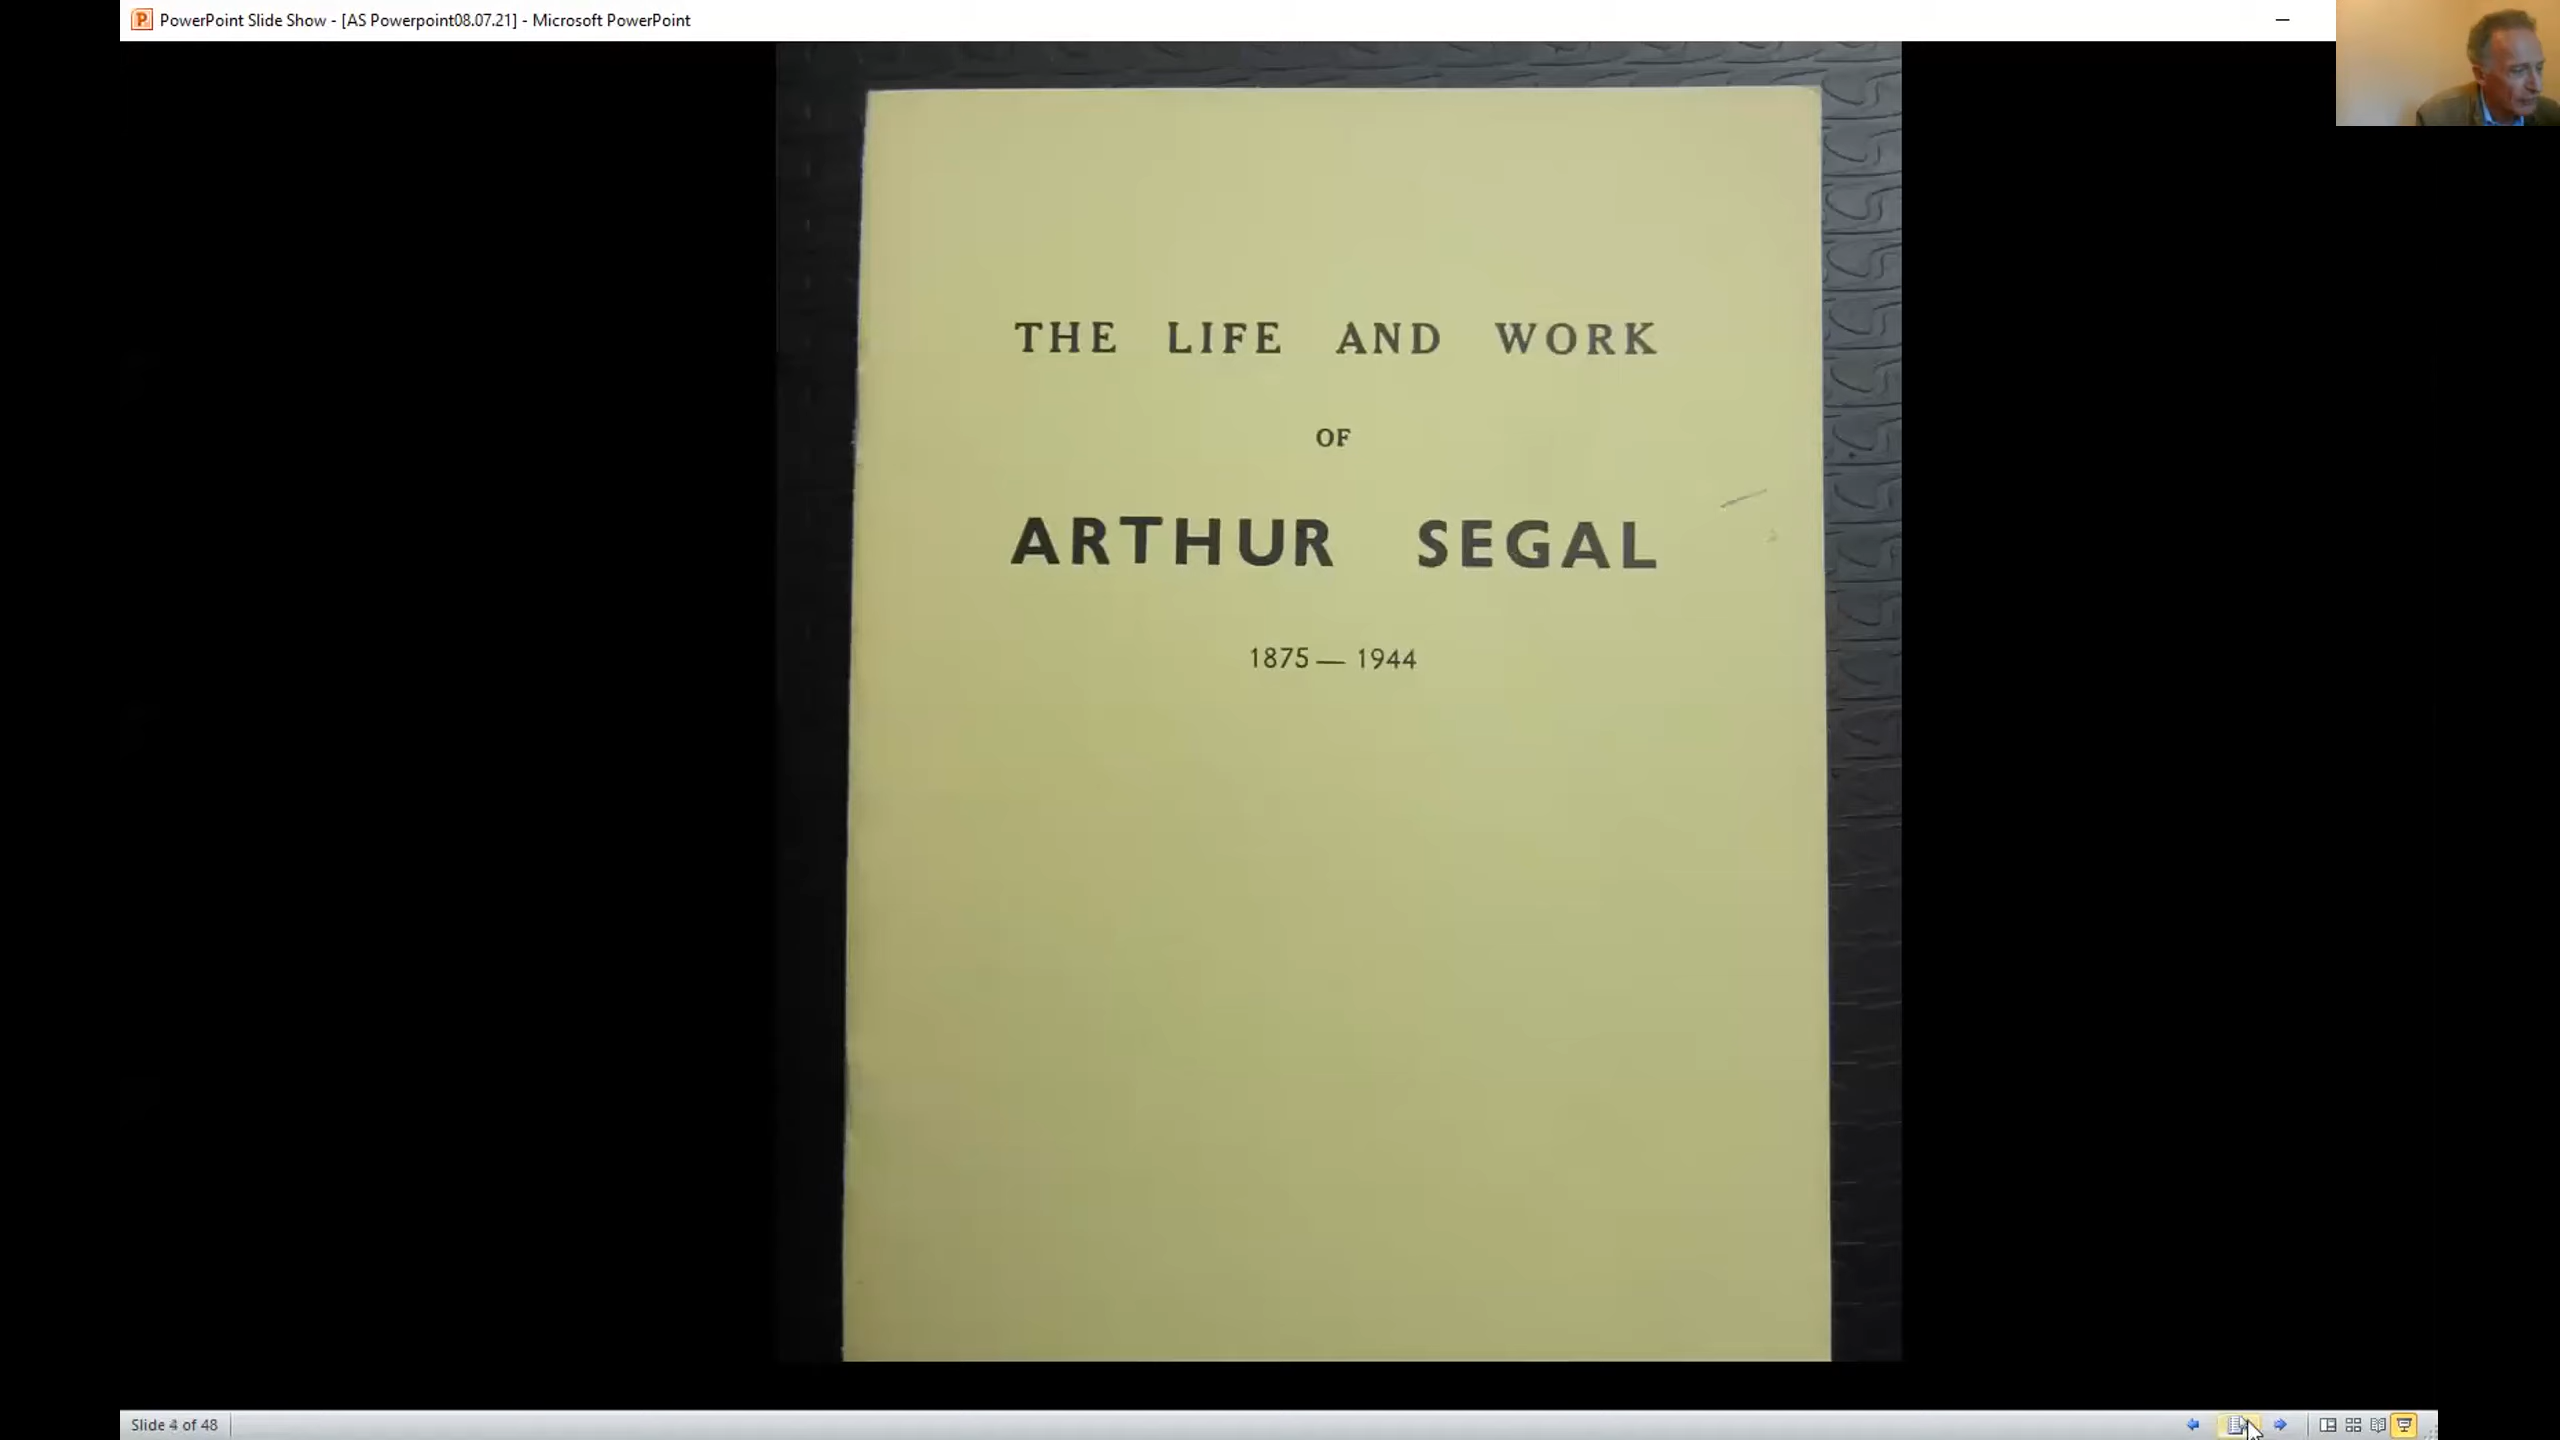 PowerPoint Slide Show - [AS Powerpoint08.07.21] - Microsoft PowerPoint
THE LIFE AND WORK
OF
ARTHUR SEGAL
1875 — 1944
Slide 4 of 48